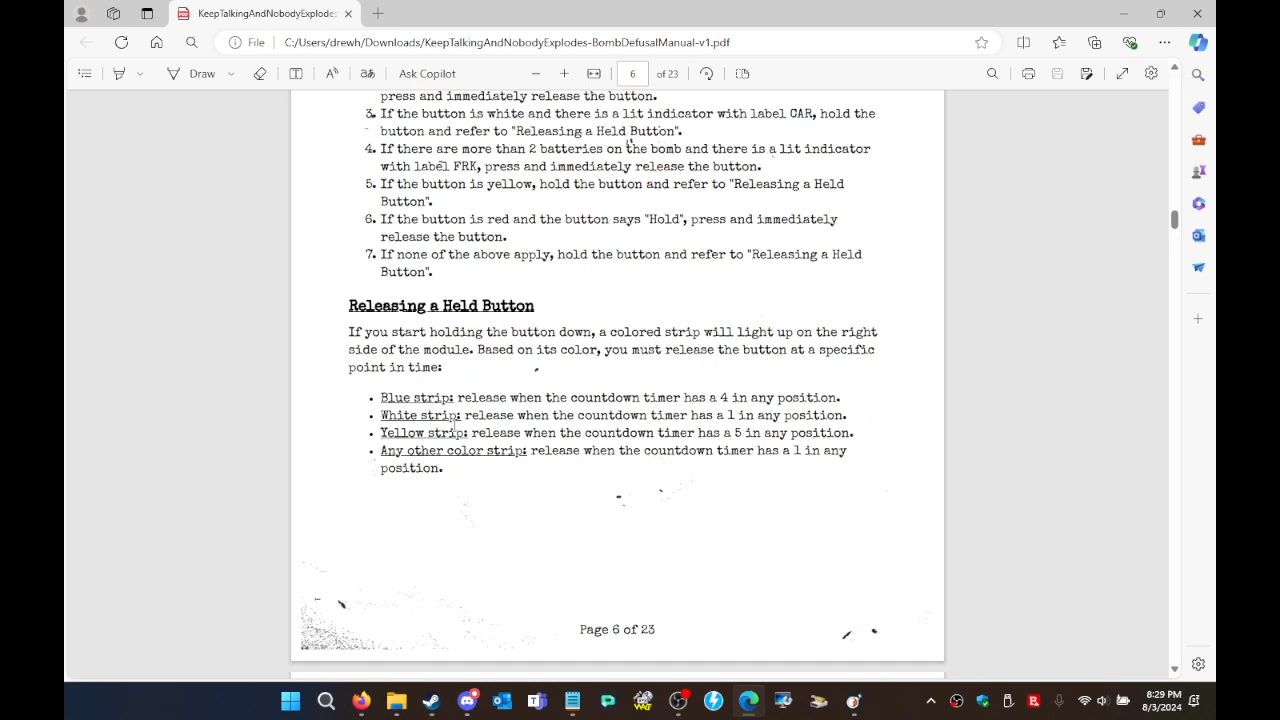 KeepTalkingAndNobodyExplodes
File C:/Users/drewh/Downloads/KeepTalkingAndNobodyExplodes-BombDefusalManual-v1.pdf
Draw Ask Copilot 6 of 23
press and immediately release the button.
3. If the button is white and there is a lit indicator with label CAR, hold the
button and refer to "Releasing a Held Button".
4. If there are more than 2 batteries on the bomb and there is a lit indicator
with label FRK, press and immediately release the button.
5. If the button is yellow, hold the button and refer to "Releasing a Held
Button".
6. If the button is red and the button says "Hold", press and immediately
release the button.
7. If none of the above apply, hold the button and refer to "Releasing a Held
Button".
Releasing a Held Button
If you start holding the button down, a colored strip will light up on the right
side of the module. Based on its color, you must release the button at a specific
point in time:
• Blue strip: release when the countdown timer has a 4 in any position.
• White strip: release when the countdown timer has a 1 in any position.
• Yellow strip: release when the countdown timer has a 5 in any position.
• Any other color strip: release when the countdown timer has a 1 in any
position.
Page 6 of 23
8:29 PM
8/3/2024